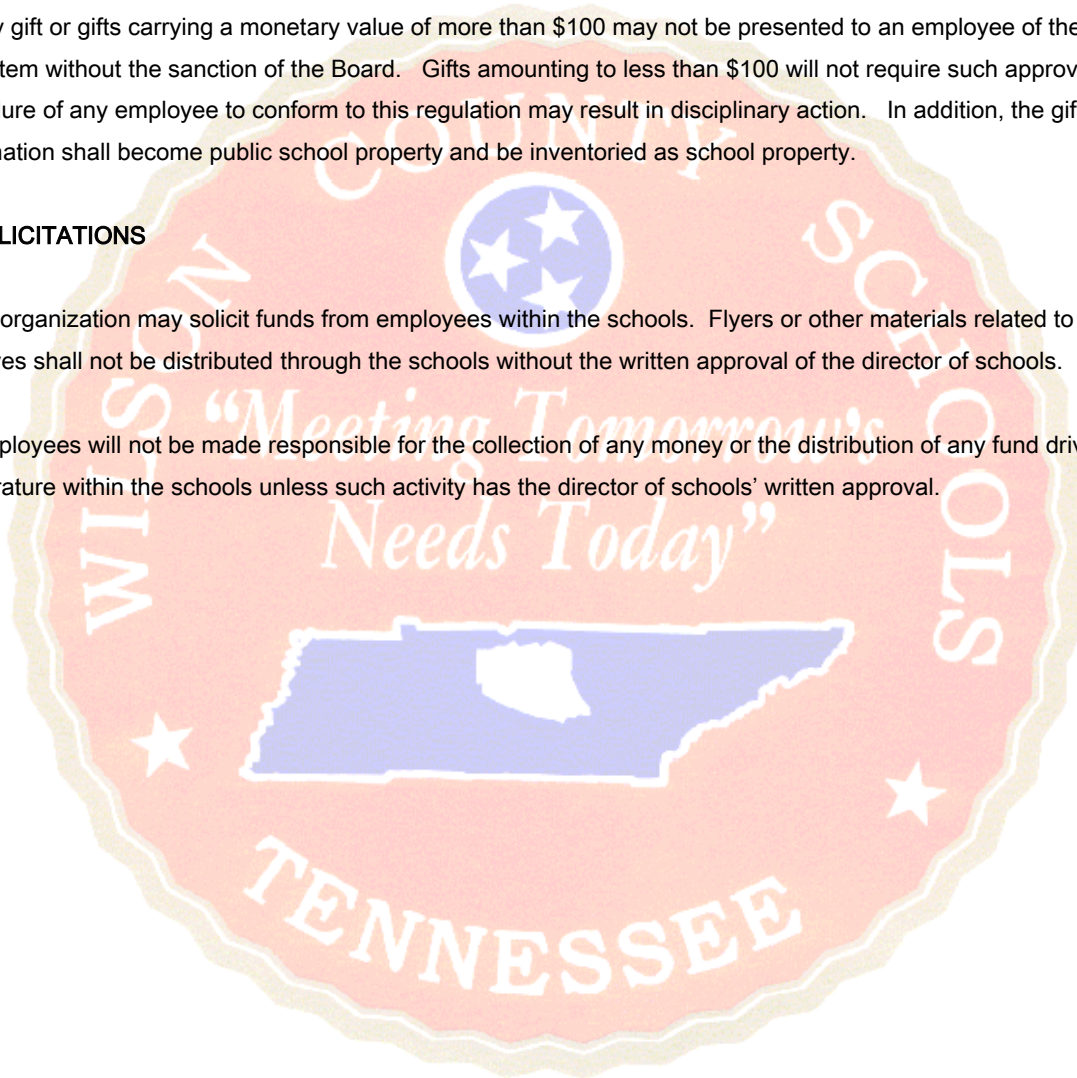 y gift or gifts carrying a monetary value of more than $100 may not be presented to an employee of the
tem without the sanction of the Board. Gifts amounting to less than $100 will not require such approv
ure of any employee to conform to this regulation may result in disciplinary action. In addition, the gif
nation shall become public school property and be inventoried as school property.
LICITATIONS
organization may solicit funds from employees within the schools. Flyers or other materials related to
es shall not be distributed through the schools without the written approval of the director of schools.
ployees will not be made responsible for the collection of any money or the distribution of any fund driv
rature within the schools unless such activity has the director of schools’ written approval.
WILSON COUNTY SCHOOLS
“Meeting Tomorrow's
Needs Today”
TENNESSEE